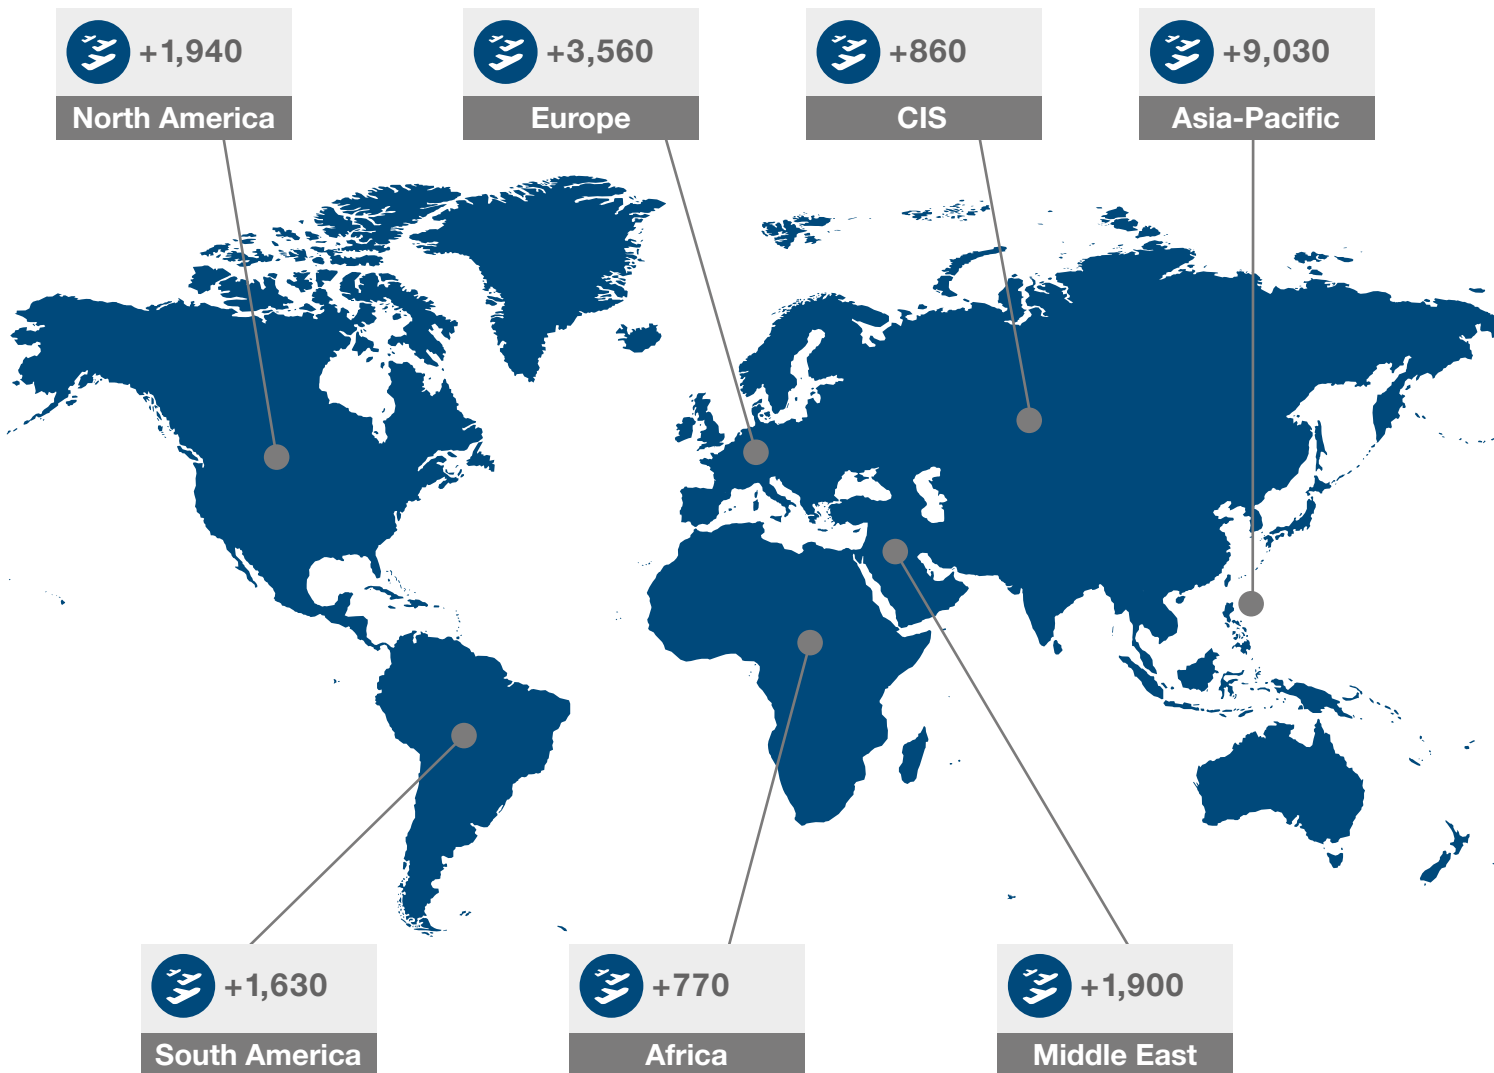 +1,940
North America
+3,560
Europe
+860
CIS
+9,030
Asia-Pacific
+1,630
South America
+770
Africa
+1,900
Middle East